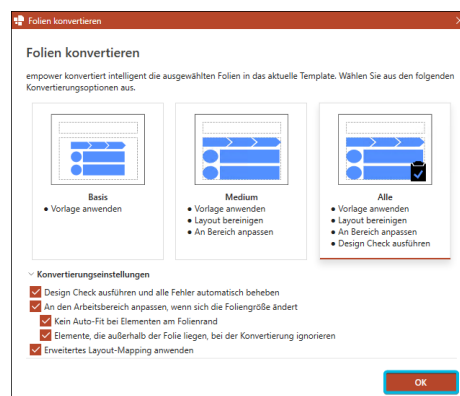 Folien konvertieren
Folien konvertieren
empower konvertiert intelligent die ausgewählten Folien in das aktuelle Template. Wählen Sie aus den folgenden
Konvertierungsoptionen aus.
Basis
• Vorlage anwenden
Medium
• Vorlage anwenden
• Layout bereinigen
• An Bereich anpassen
Alle
• Vorlage anwenden
• Layout bereinigen
• An Bereich anpassen
• Design Check ausführen
Konvertierungseinstellungen
Design Check ausführen und alle Fehler automatisch beheben
An den Arbeitsbereich anpassen, wenn sich die Foliengröße ändert
Kein Auto-Fit bei Elementen am Folienrand
Elemente, die außerhalb der Folie liegen, bei der Konvertierung ignorieren
Erweitertes Layout-Mapping anwenden
OK